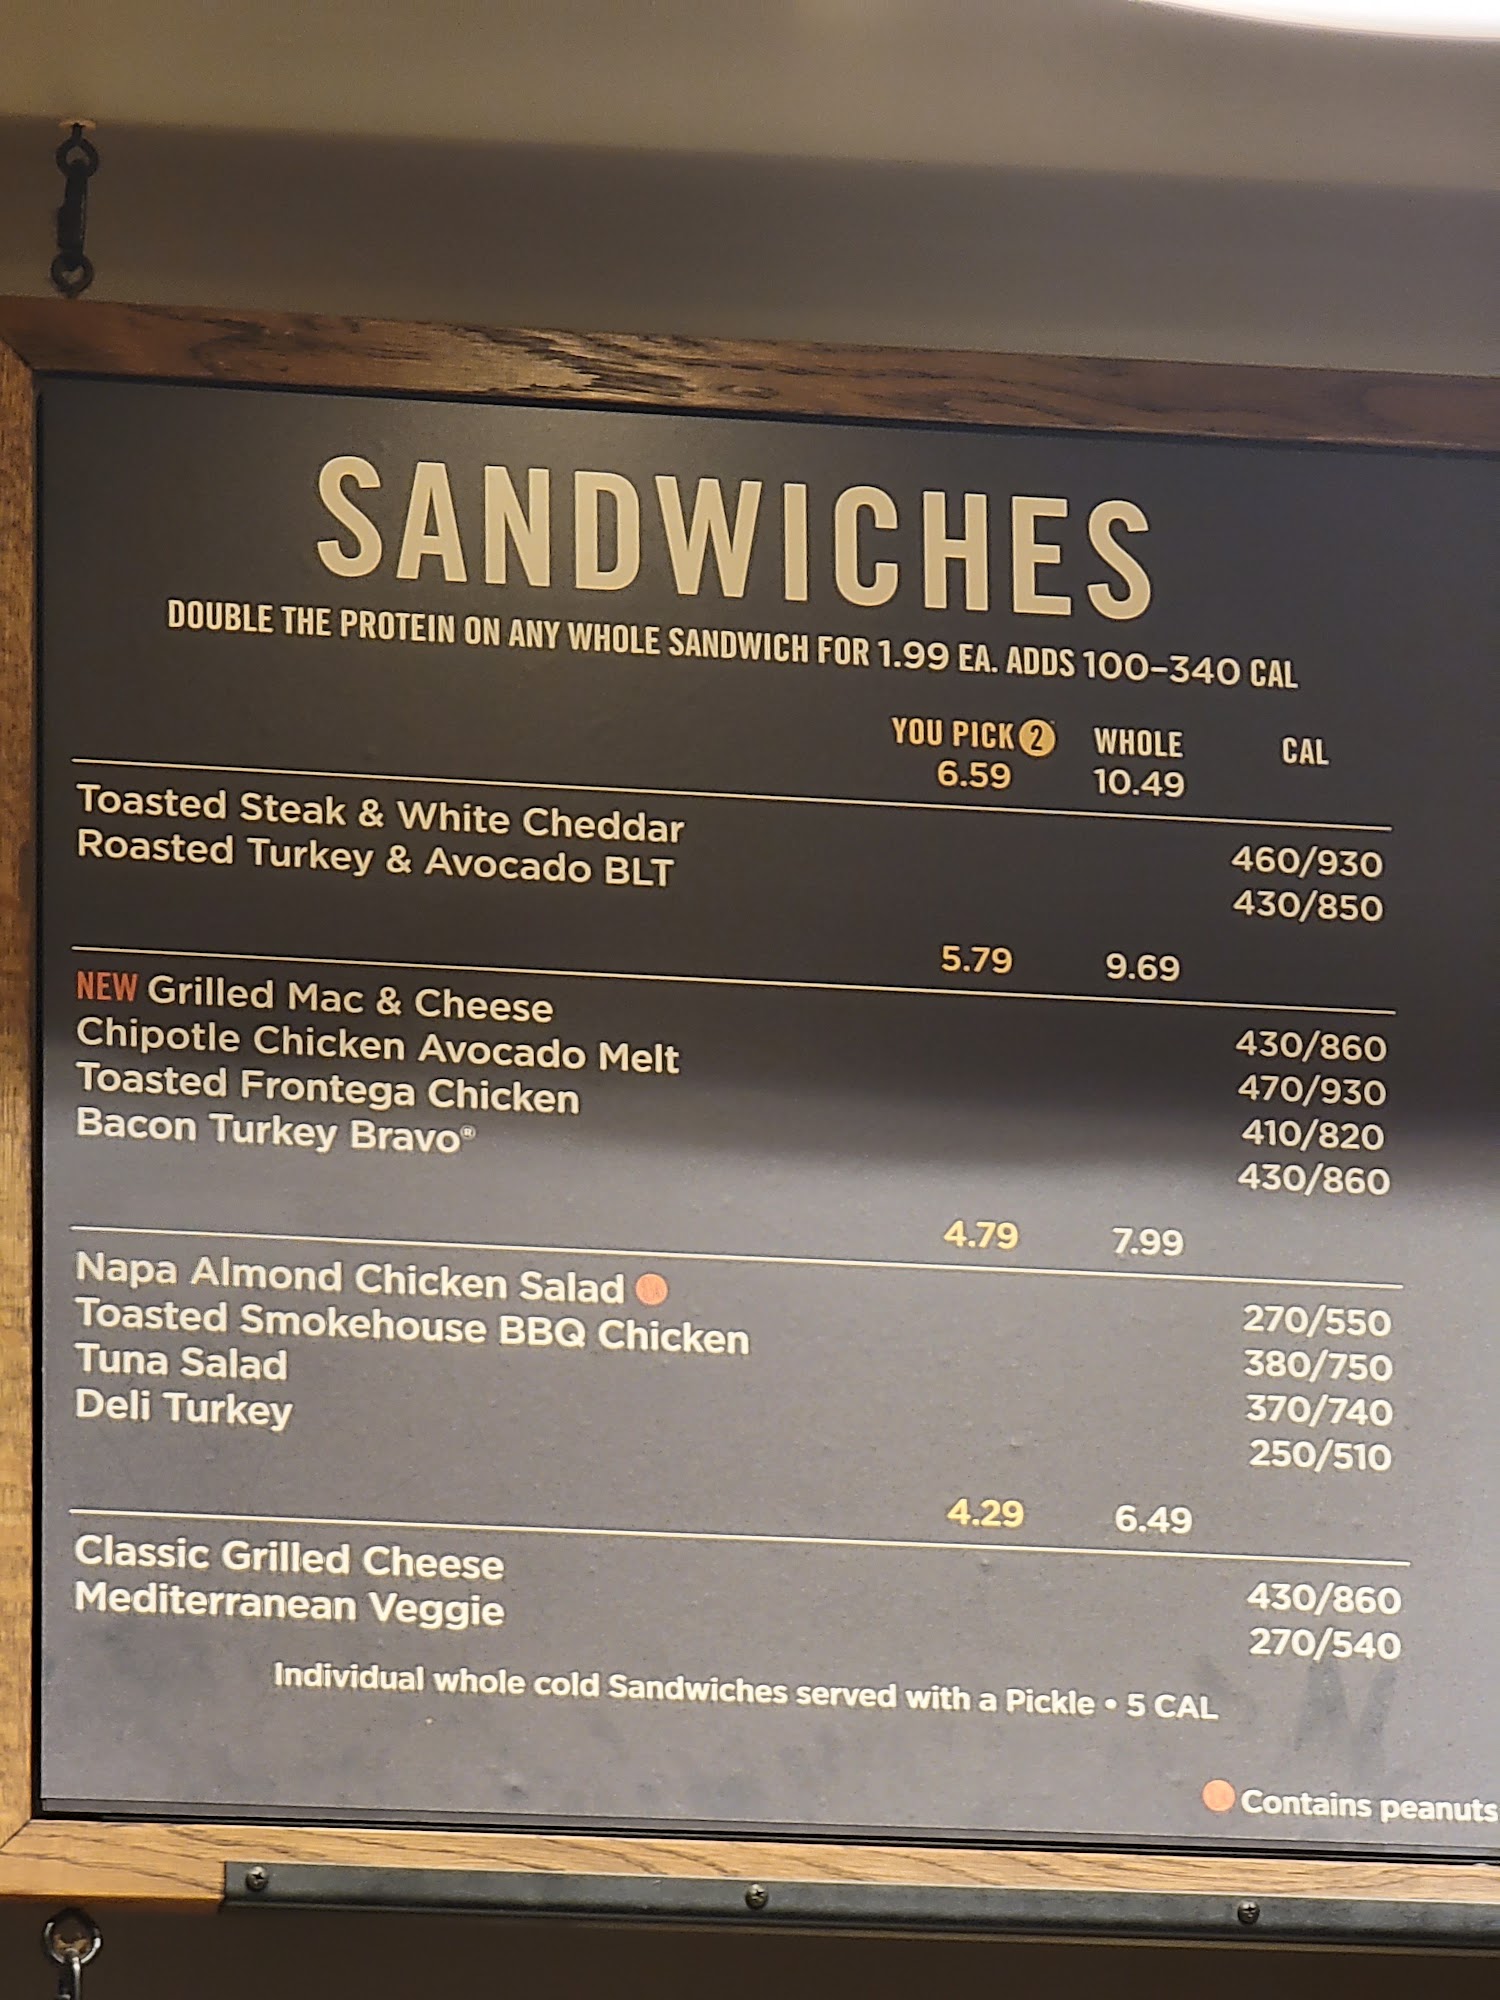 SANDWICHES
DOUBLE THE PROTEIN ON ANY WHOLE SANDWICH FOR 1.99 EA. ADDS 100–340 CAL
YOU PICK 2 WHOLE CAL
6.59 10.49
Toasted Steak & White Cheddar 460/930
Roasted Turkey & Avocado BLT 430/850
5.79 9.69
NEW Grilled Mac & Cheese 430/860
Chipotle Chicken Avocado Melt 470/930
Toasted Frontega Chicken 410/820
Bacon Turkey Bravo® 430/860
4.79 7.99
Napa Almond Chicken Salad 270/550
Toasted Smokehouse BBQ Chicken 380/750
Tuna Salad 370/740
Deli Turkey 250/510
4.29 6.49
Classic Grilled Cheese 430/860
Mediterranean Veggie 270/540
Individual whole cold Sandwiches served with a Pickle • 5 CAL
Contains peanuts